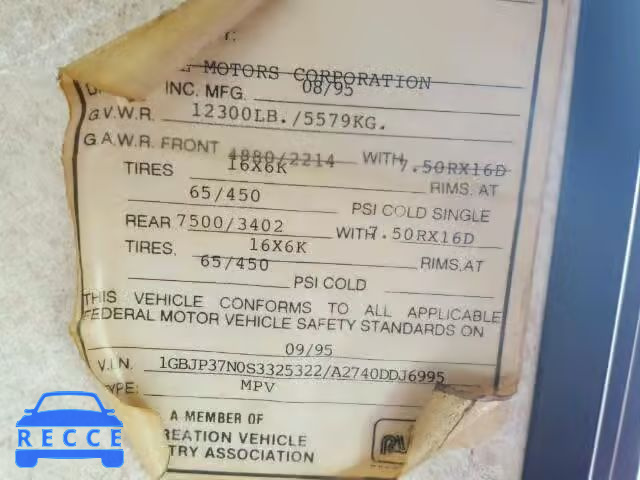 MOTORS CORPORATION
INC. MFG. 08/95
G.V.W.R. 12300LB./5579KG.
G.A.W.R. FRONT 4880/2214 WITH 7.50RX16D
TIRES 16X6K RIMS. AT
65/450 PSI COLD SINGLE
REAR 7500/3402 WITH 7.50RX16D
TIRES. 16X6K RIMS. AT
65/450 PSI COLD
THIS VEHICLE CONFORMS TO ALL APPLICABLE
FEDERAL MOTOR VEHICLE SAFETY STANDARDS ON
09/95
V.I.N. 1GBJP37N0S3325322/A2740DDJ6995
TYPE: MPV
A MEMBER OF
REATION VEHICLE
TRY ASSOCIATION
RECCE